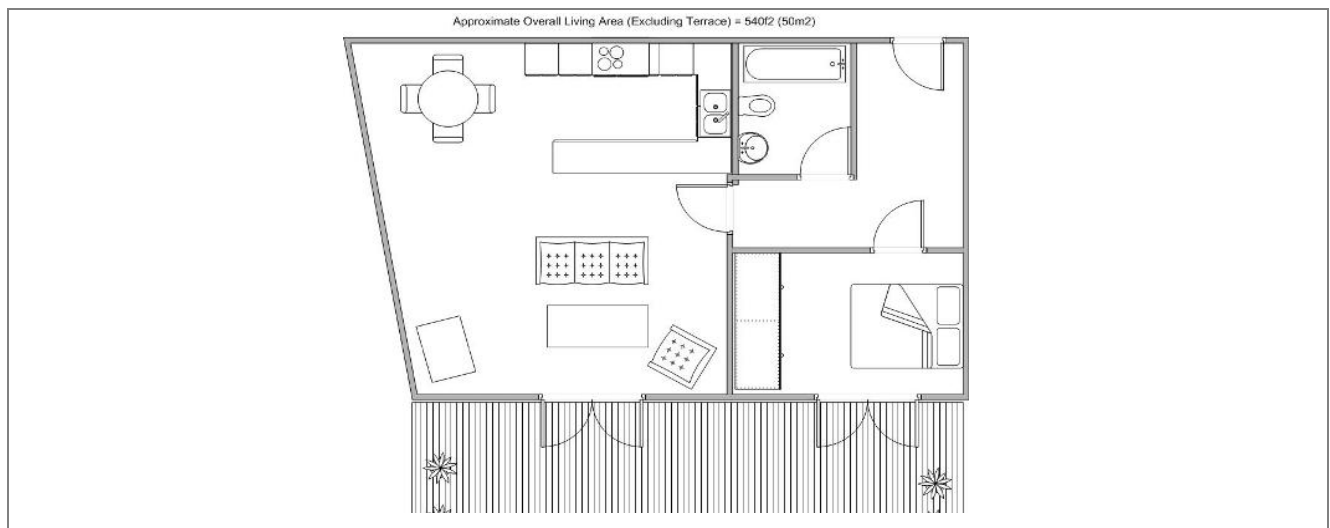 Approximate Overall Living Area (Excluding Terrace) = 540f2 (50m2)